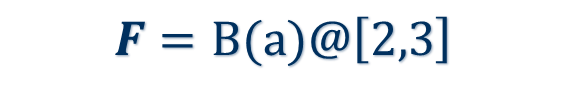 F = B(a)@[2,3]